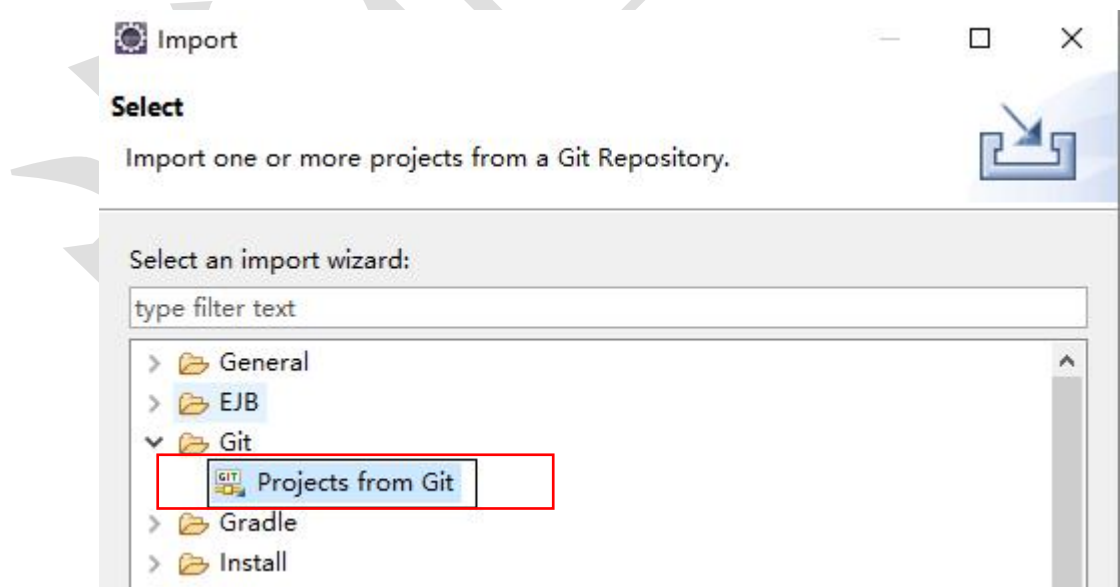 Import
Select
Import one or more projects from a Git Repository.
Select an import wizard:
type filter text
General
EJB
Git
GIT Projects from Git
Gradle
Install